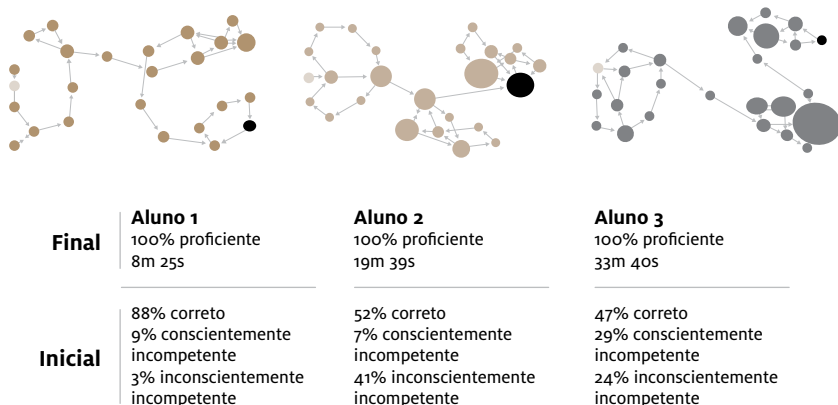 Final
Aluno 1
100% proficiente
8m 25s
Aluno 2
100% proficiente
19m 39s
Aluno 3
100% proficiente
33m 40s
Inicial
88% correto
9% conscientemente
incompetente
3% inconscientemente
incompetente
52% correto
7% conscientemente
incompetente
41% inconscientemente
incompetente
47% correto
29% conscientemente
incompetente
24% inconscientemente
incompetente